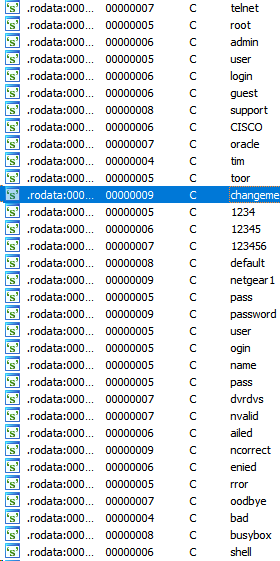 .rodata:000... 00000007 C telnet
.rodata:000... 00000005 C root
.rodata:000... 00000006 C admin
.rodata:000... 00000005 C user
.rodata:000... 00000006 C login
.rodata:000... 00000006 C guest
.rodata:000... 00000008 C support
.rodata:000... 00000006 C CISCO
.rodata:000... 00000007 C oracle
.rodata:000... 00000004 C tim
.rodata:000... 00000005 C toor
.rodata:000... 00000009 C changeme
.rodata:000... 00000005 C 1234
.rodata:000... 00000006 C 12345
.rodata:000... 00000007 C 123456
.rodata:000... 00000008 C default
.rodata:000... 00000009 C netgear1
.rodata:000... 00000005 C pass
.rodata:000... 00000009 C password
.rodata:000... 00000005 C user
.rodata:000... 00000005 C ogin
.rodata:000... 00000005 C name
.rodata:000... 00000005 C pass
.rodata:000... 00000007 C dvrdvs
.rodata:000... 00000007 C nvalid
.rodata:000... 00000006 C ailed
.rodata:000... 00000009 C ncorrect
.rodata:000... 00000006 C enied
.rodata:000... 00000005 C rror
.rodata:000... 00000007 C oodbye
.rodata:000... 00000004 C bad
.rodata:000... 00000008 C busybox
.rodata:000... 00000006 C shell